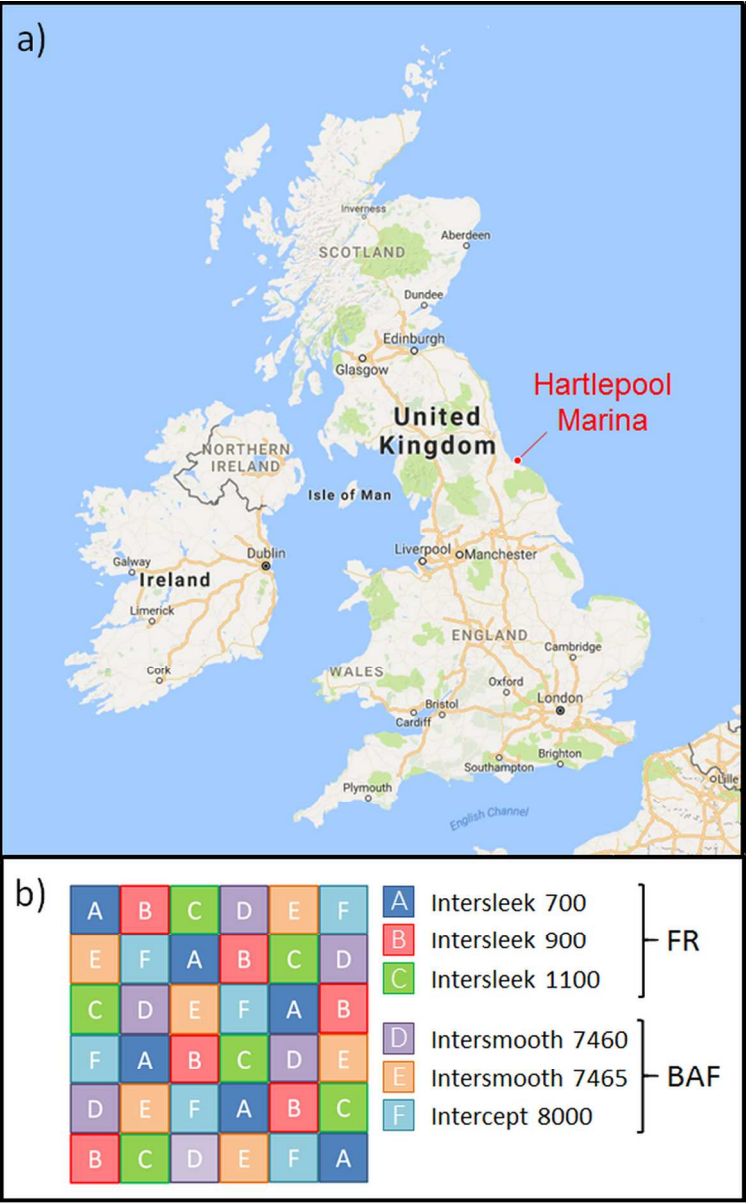 a)
Inverness
Aberdeen
SCOTLAND
Dundee
Edinburgh
Glasgow
Hartlepool
Marina
United
Kingdom
NORTHERN
IRELAND
Isle of Man
Liverpool
Manchester
Galway
Dublin
Ireland
Limerick
ENGLAND
Cambridge
Cork
WALES
Oxford
London
Bristol
Cardiff
Brighton
Southampton
Lille
Plymouth
English Channel
b)
A B C D E F
E F A B C D
C D E F A B
F A B C D E
D E F A B C
B C D E F A
A Intersleek 700
B Intersleek 900
C Intersleek 1100
FR
D Intersmooth 7460
E Intersmooth 7465
F Intercept 8000
BAF